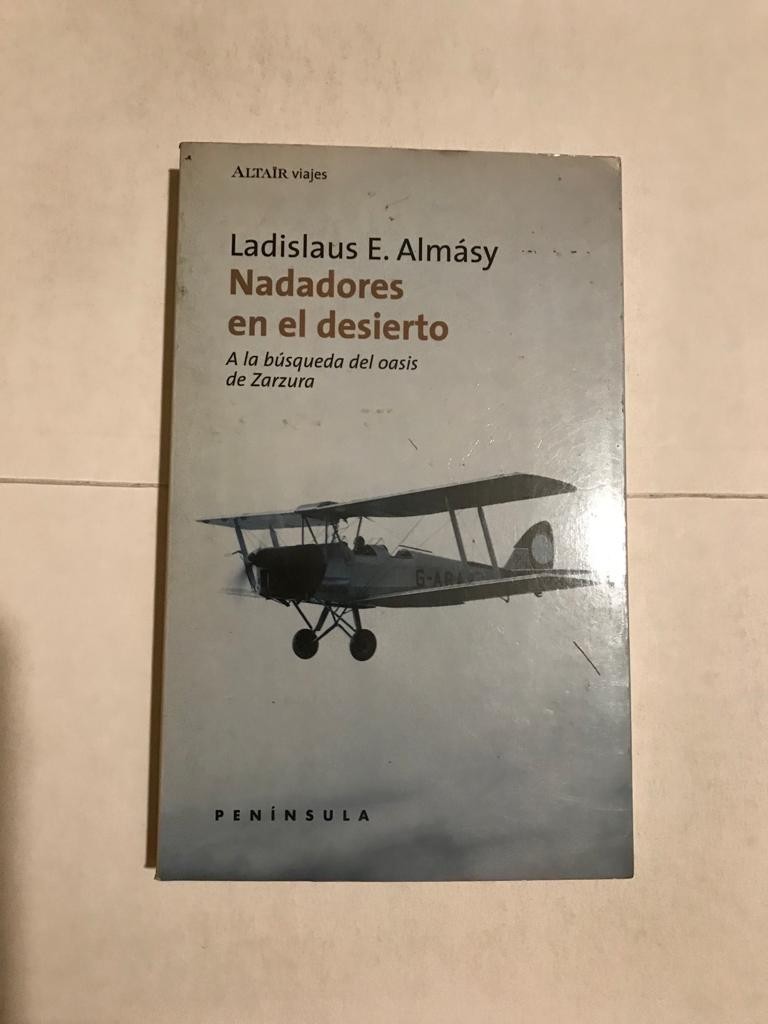 ALTAÏR viajes
Ladislaus E. Almásy
Nadadores
en el desierto
A la búsqueda del oasis
de Zarzura
PENÍNSULA